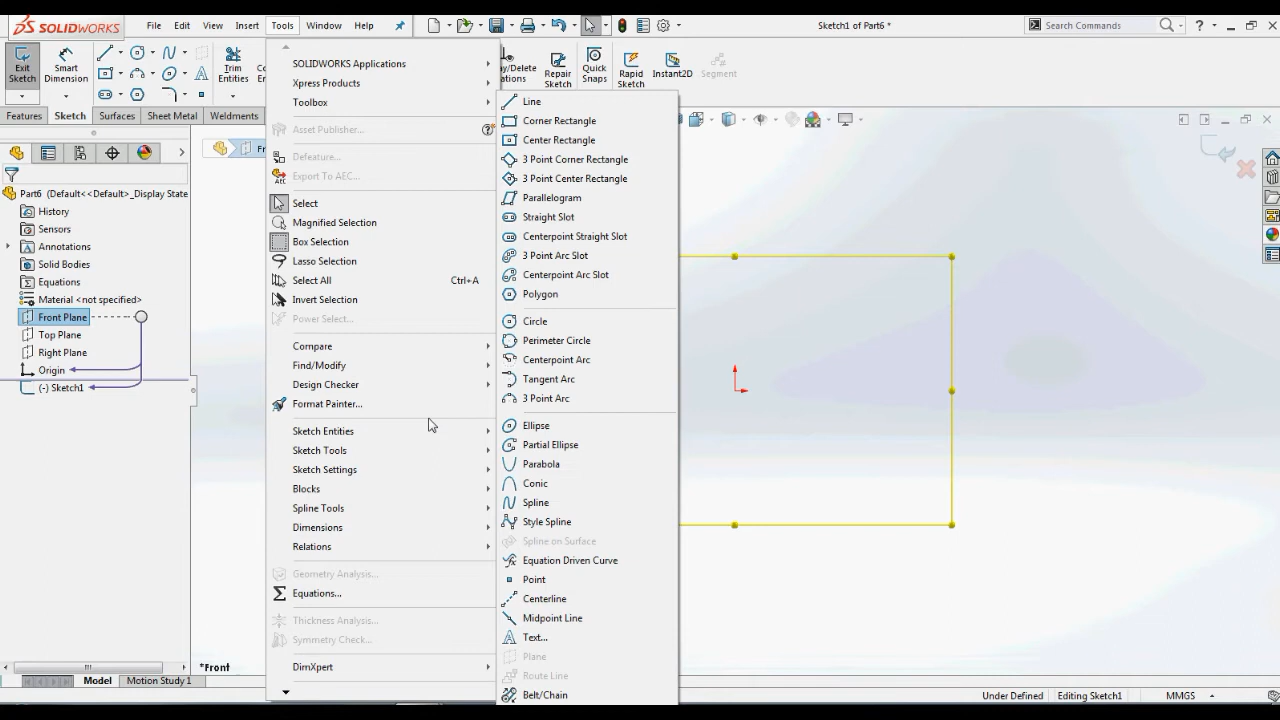 SOLIDWORKS File Edit View Insert Tools Window Help Sketch1 of Part6 * Search Commands
Exit Sketch
Smart Dimension
Trim Entities
Repair Sketch
Quick Snaps
Rapid Sketch
Instant2D
Segment
Features Sketch Surfaces Sheet Metal Weldments
Part6 (Default<<Default>_Display State
History
Sensors
Annotations
Solid Bodies
Equations
Material <not specified>
Front Plane
Top Plane
Right Plane
Origin
(-) Sketch1
SOLIDWORKS Applications
Xpress Products
Toolbox
Asset Publisher...
Defeature...
Export To AEC...
Select
Magnified Selection
Box Selection
Lasso Selection
Select All Ctrl+A
Invert Selection
Power Select...
Compare
Find/Modify
Design Checker
Format Painter...
Sketch Entities
Sketch Tools
Sketch Settings
Blocks
Spline Tools
Dimensions
Relations
Geometry Analysis...
Equations...
Thickness Analysis...
Symmetry Check...
DimXpert
Line
Corner Rectangle
Center Rectangle
3 Point Corner Rectangle
3 Point Center Rectangle
Parallelogram
Straight Slot
Centerpoint Straight Slot
3 Point Arc Slot
Centerpoint Arc Slot
Polygon
Circle
Perimeter Circle
Centerpoint Arc
Tangent Arc
3 Point Arc
Ellipse
Partial Ellipse
Parabola
Conic
Spline
Style Spline
Spline on Surface
Equation Driven Curve
Point
Centerline
Midpoint Line
Text...
Plane
Route Line
Belt/Chain
*Front
Model Motion Study 1
Under Defined Editing Sketch1 MMGS